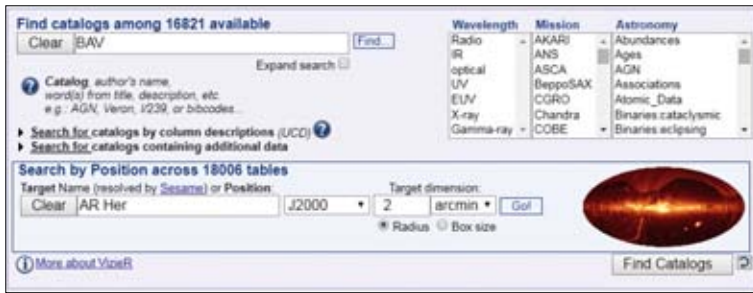 Find catalogs among 16821 available
Clear BAV Find...
Expand search
Catalog, author's name,
word(s) from title, description, etc.
e.g.: AGN, Veron, I/239, or bibcodes...
Search for catalogs by column descriptions (UCD)
Search for catalogs containing additional data
Wavelength
Radio
IR
optical
UV
EUV
X-ray
Gamma-ray
Mission
AKARI
ANS
ASCA
BeppoSAX
CGRO
Chandra
COBE
Astronomy
Abundances
Ages
AGN
Associations
Atomic_Data
Binaries:cataclysmic
Binaries:eclipsing
Search by Position across 18006 tables
Target Name (resolved by Sesame) or Position: Target dimension:
Clear AR Her J2000 2 arcmin Go!
Radius Box size
More about VizieR Find Catalogs